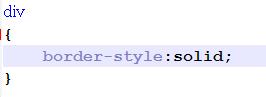 div
{
    border-style:solid;
}